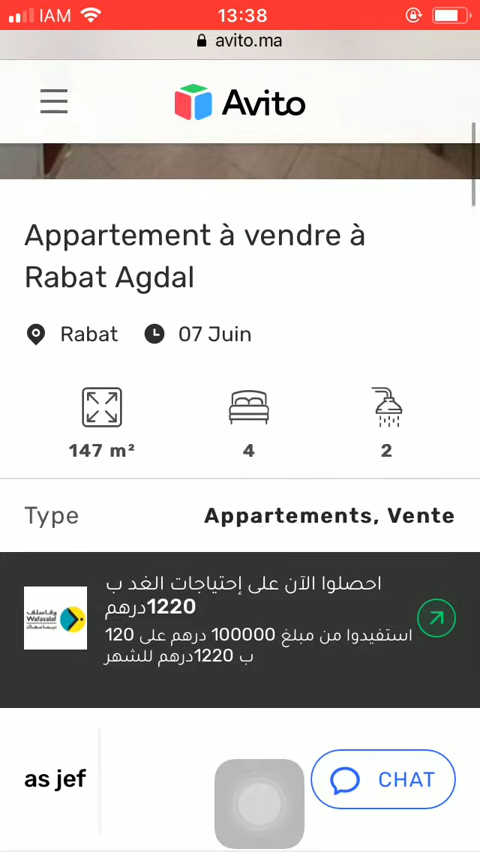 IAM 13:38
avito.ma
Avito
Appartement à vendre à
Rabat Agdal
Rabat 07 Juin
147 m² 4 2
Type Appartements, Vente
احصلوا الآن على إحتياجات الغد ب
1220درهم
استفيدوا من مبلغ 100000 درهم على 120
ب 1220درهم للشهر
وفاسلف
Wafasalaf
as jef
CHAT